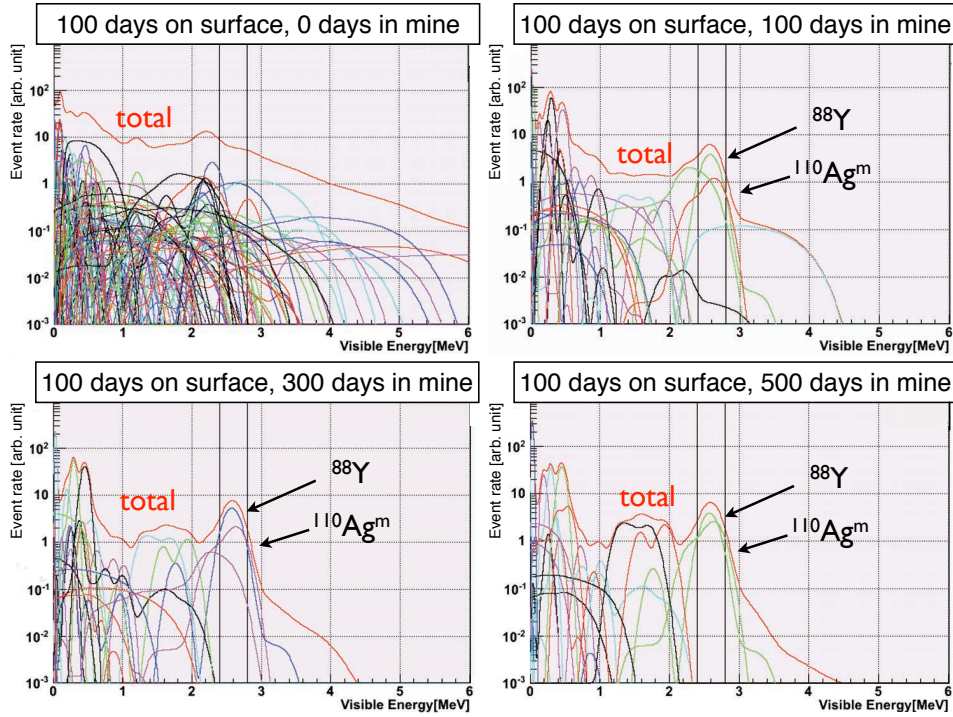 100 days on surface, 0 days in mine
Event rate [arb. unit]
10²
10
1
10⁻¹
10⁻²
10⁻³
total
0 1 2 3 4 5 6
Visible Energy[MeV]
100 days on surface, 100 days in mine
Event rate [arb. unit]
10²
10
1
10⁻¹
10⁻²
10⁻³
total
⁸⁸Y
¹¹⁰Agᵐ
0 1 2 3 4 5 6
Visible Energy[MeV]
100 days on surface, 300 days in mine
Event rate [arb. unit]
10²
10
1
10⁻¹
10⁻²
10⁻³
total
⁸⁸Y
¹¹⁰Agᵐ
0 1 2 3 4 5 6
Visible Energy[MeV]
100 days on surface, 500 days in mine
Event rate [arb. unit]
10²
10
1
10⁻¹
10⁻²
10⁻³
total
⁸⁸Y
¹¹⁰Agᵐ
0 1 2 3 4 5 6
Visible Energy[MeV]